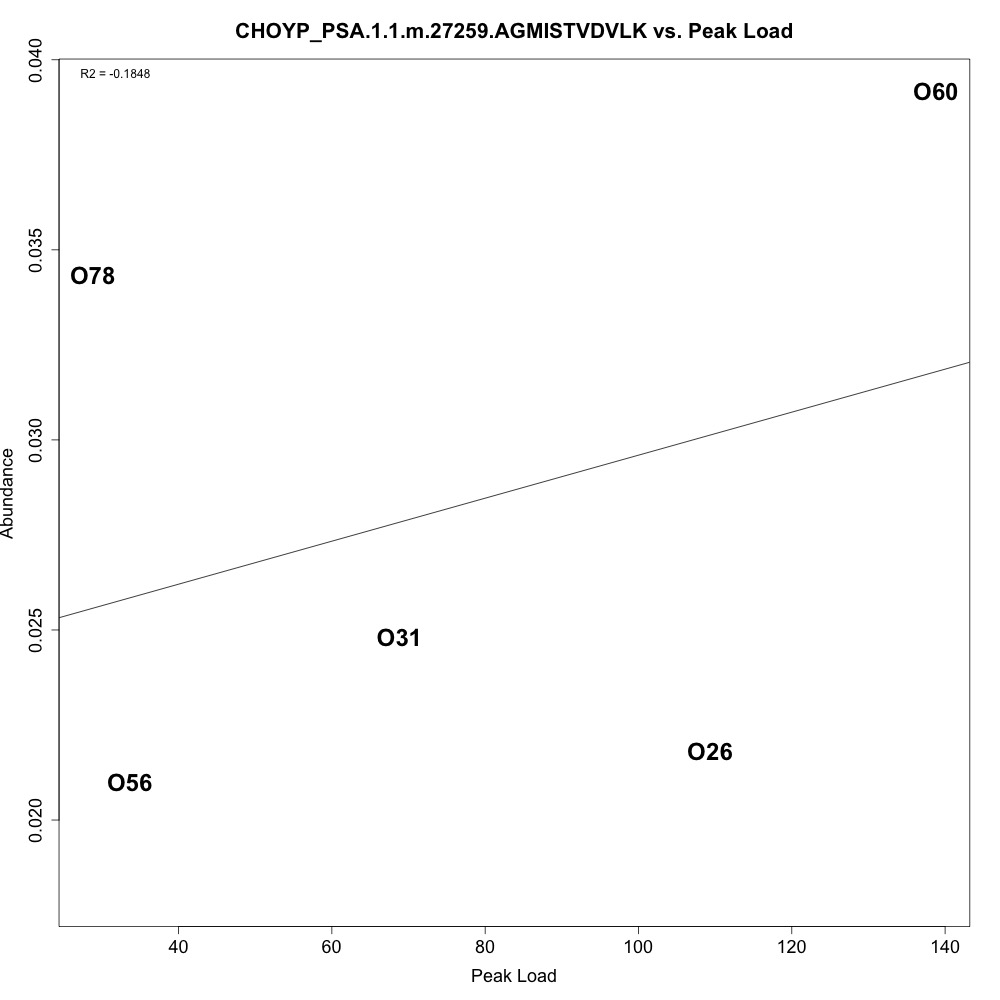 CHOYP_PSA.1.1.m.27259.AGMISTVDVLK vs. Peak Load
R2 = -0.1848
0.040
0.035
0.030
0.025
0.020
Abundance
O60
O78
O31
O26
O56
40 60 80 100 120 140
Peak Load